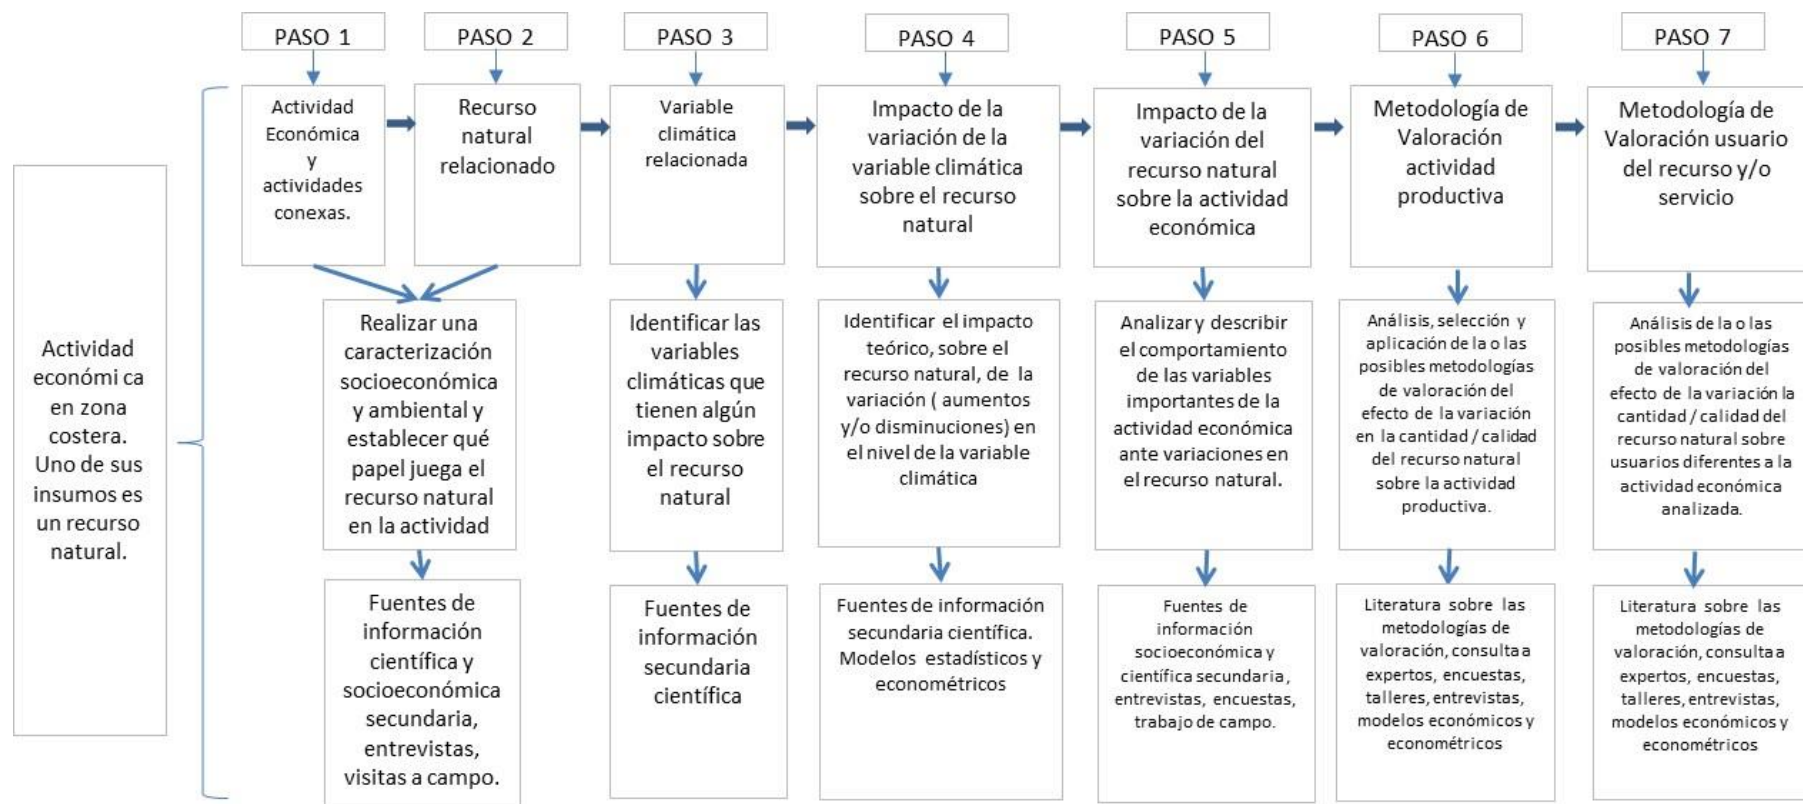 PASO 1
PASO 2
PASO 3
PASO 4
PASO 5
PASO 6
PASO 7
Actividad
Económica
y
actividades
conexas.
Recurso
natural
relacionado
Variable
climática
relacionada
Impacto de la
variación de la
variable climática
sobre el recurso
natural
Impacto de la
variación del
recurso natural
sobre la actividad
económica
Metodología de
Valoración
actividad
productiva
Metodología de
Valoración usuario
del recurso y/o
servicio
Actividad
económi ca
en zona
costera.
Uno de sus
insumos es
un recurso
natural.
Realizar una
caracterización
socioeconómica
y ambiental y
establecer qué
papel juega el
recurso natural
en la actividad
Identificar las
variables
climáticas que
tienen algún
impacto sobre
el recurso
natural
Identificar el impacto
teórico, sobre el
recurso natural, de la
variación ( aumentos
y/o disminuciones) en
el nivel de la variable
climática
Analizar y describir
el comportamiento
de las variables
importantes de la
actividad económica
ante variaciones en
el recurso natural.
Análisis, selección y
aplicación de la o las
posibles metodologías
de valoración del
efecto de la variación
en la cantidad / calidad
del recurso natural
sobre la actividad
productiva.
Análisis de la o las
posibles metodologías
de valoración del
efecto de la variación la
cantidad / calidad del
recurso natural sobre
usuarios diferentes a la
actividad económica
analizada.
Fuentes de
información
científica y
socioeconómica
secundaria,
entrevistas,
visitas a campo.
Fuentes de
información
secundaria
científica
Fuentes de información
secundaria científica.
Modelos estadísticos y
econométricos
Fuentes de
información
socioeconómica y
científica secundaria,
entrevistas, encuestas,
trabajo de campo.
Literatura sobre las
metodologías de
valoración, consulta a
expertos, encuestas,
talleres, entrevistas,
modelos económicos y
econométricos
Literatura sobre las
metodologías de
valoración, consulta a
expertos, encuestas,
talleres, entrevistas,
modelos económicos y
econométricos